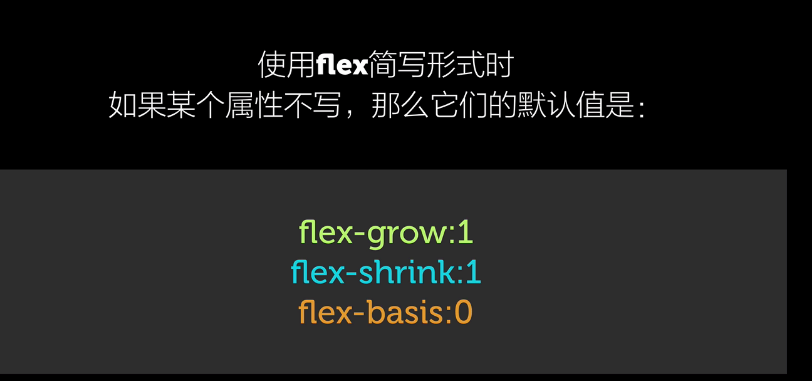 使用flex简写形式时
如果某个属性不写，那么它们的默认值是：
flex-grow:1
flex-shrink:1
flex-basis:0